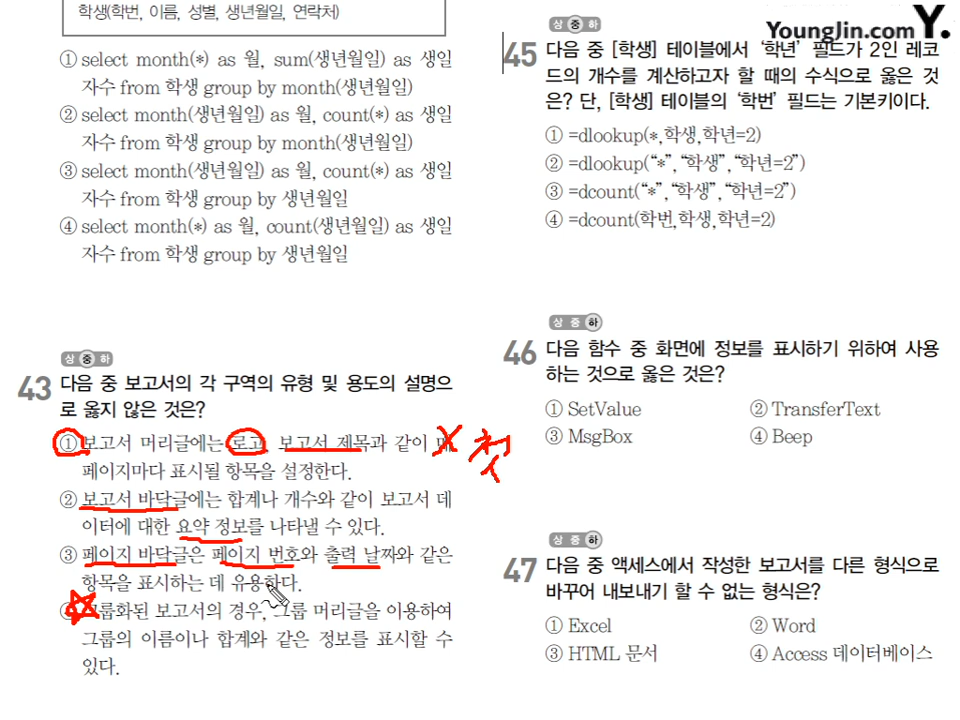 학생(학번, 이름, 성별, 생년월일, 연락처)
① select month(*) as 월, sum(생년월일) as 생일
자수 from 학생 group by month(생년월일)
② select month(생년월일) as 월, count(*) as 생일
자수 from 학생 group by month(생년월일)
③ select month(생년월일) as 월, count(*) as 생일
자수 from 학생 group by 생년월일
④ select month(*) as 월, count(생년월일) as 생일
자수 from 학생 group by 생년월일
상 중 하
43 다음 중 보고서의 각 구역의 유형 및 용도의 설명으
로 옳지 않은 것은?
① 보고서 머리글에는 로고, 보고서 제목과 같이 매
페이지마다 표시될 항목을 설정한다.
② 보고서 바닥글에는 합계나 개수와 같이 보고서 데
이터에 대한 요약 정보를 나타낼 수 있다.
③ 페이지 바닥글은 페이지 번호와 출력 날짜와 같은
항목을 표시하는 데 유용하다.
그룹화된 보고서의 경우, 그룹 머리글을 이용하여
그룹의 이름이나 합계와 같은 정보를 표시할 수
있다.
YoungJin.com Y.
상 중 하
45 다음 중 [학생] 테이블에서 ‘학년’ 필드가 2인 레코
드의 개수를 계산하고자 할 때의 수식으로 옳은 것
은? 단, [학생] 테이블의 ‘학번’ 필드는 기본키이다.
① =dlookup(*,학생,학년=2)
② =dlookup(“*”,“학생”,“학년=2”)
③ =dcount(“*”,“학생”,“학년=2”)
④ =dcount(학번,학생,학년=2)
상 중 하
46 다음 함수 중 화면에 정보를 표시하기 위하여 사용
하는 것으로 옳은 것은?
① SetValue ② TransferText
③ MsgBox ④ Beep
상 중 하
47 다음 중 액세스에서 작성한 보고서를 다른 형식으로
바꾸어 내보내기 할 수 없는 형식은?
① Excel ② Word
③ HTML 문서 ④ Access 데이터베이스